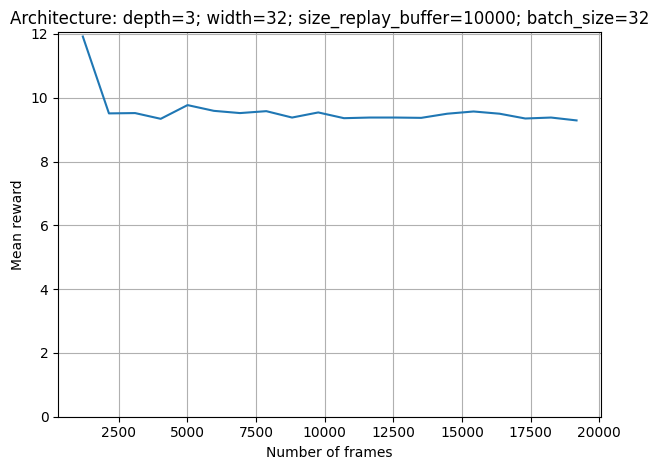 Architecture: depth=3; width=32; size_replay_buffer=10000; batch_size=32
12
10
8
6
4
2
0
Mean reward
2500 5000 7500 10000 12500 15000 17500 20000
Number of frames